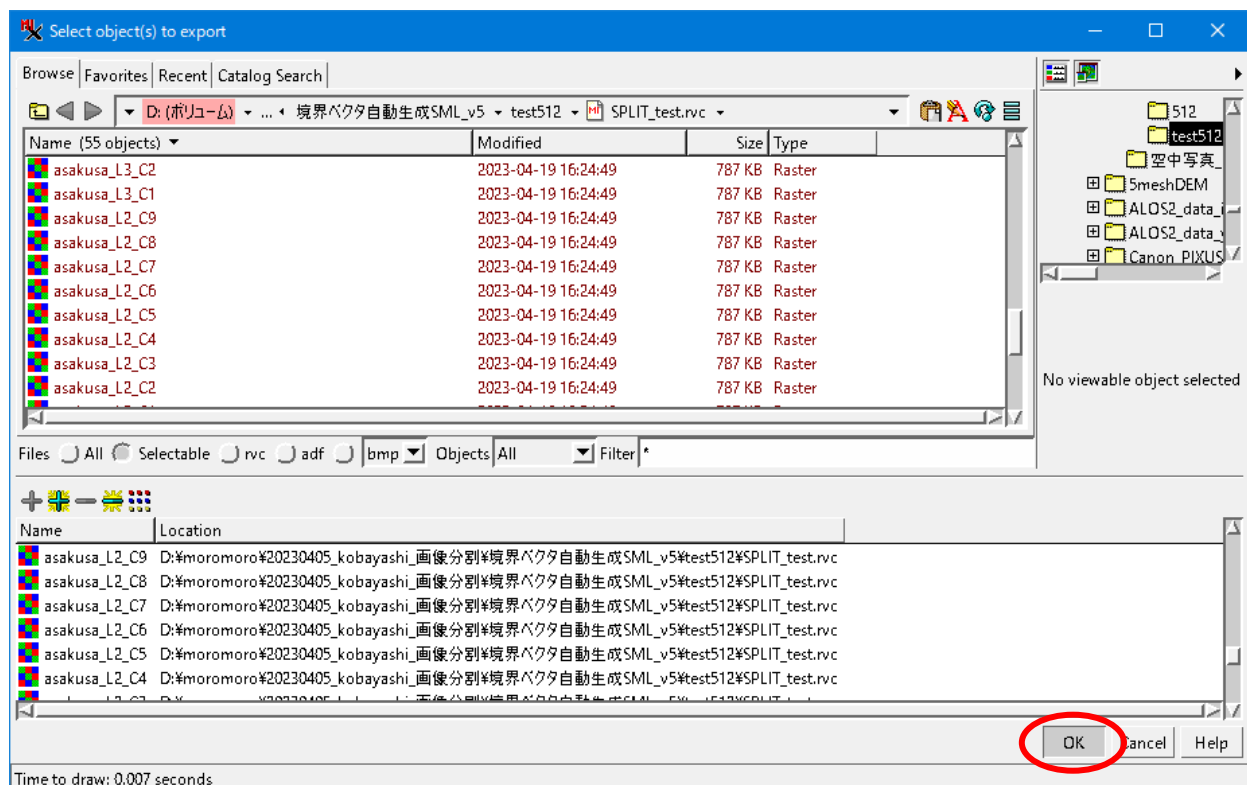 Select object(s) to export
Browse Favorites Recent Catalog Search
D: (ボリューム) ... 境界ベクタ自動生成SML_v5 test512 SPLIT_test.rvc
Name (55 objects) Modified Size Type
asakusa_L3_C2 2023-04-19 16:24:49 787 KB Raster
asakusa_L3_C1 2023-04-19 16:24:49 787 KB Raster
asakusa_L2_C9 2023-04-19 16:24:49 787 KB Raster
asakusa_L2_C8 2023-04-19 16:24:49 787 KB Raster
asakusa_L2_C7 2023-04-19 16:24:49 787 KB Raster
asakusa_L2_C6 2023-04-19 16:24:49 787 KB Raster
asakusa_L2_C5 2023-04-19 16:24:49 787 KB Raster
asakusa_L2_C4 2023-04-19 16:24:49 787 KB Raster
asakusa_L2_C3 2023-04-19 16:24:49 787 KB Raster
asakusa_L2_C2 2023-04-19 16:24:49 787 KB Raster
512
test512
空中写真_
5meshDEM
ALOS2_data_i
ALOS2_data_
Canon_PIXUS
No viewable object selected
Files All Selectable rvc adf bmp Objects All Filter *
Name Location
asakusa_L2_C9 D:¥moromoro¥20230405_kobayashi_画像分割¥境界ベクタ自動生成SML_v5¥test512¥SPLIT_test.rvc
asakusa_L2_C8 D:¥moromoro¥20230405_kobayashi_画像分割¥境界ベクタ自動生成SML_v5¥test512¥SPLIT_test.rvc
asakusa_L2_C7 D:¥moromoro¥20230405_kobayashi_画像分割¥境界ベクタ自動生成SML_v5¥test512¥SPLIT_test.rvc
asakusa_L2_C6 D:¥moromoro¥20230405_kobayashi_画像分割¥境界ベクタ自動生成SML_v5¥test512¥SPLIT_test.rvc
asakusa_L2_C5 D:¥moromoro¥20230405_kobayashi_画像分割¥境界ベクタ自動生成SML_v5¥test512¥SPLIT_test.rvc
asakusa_L2_C4 D:¥moromoro¥20230405_kobayashi_画像分割¥境界ベクタ自動生成SML_v5¥test512¥SPLIT_test.rvc
OK Cancel Help
Time to draw: 0.007 seconds